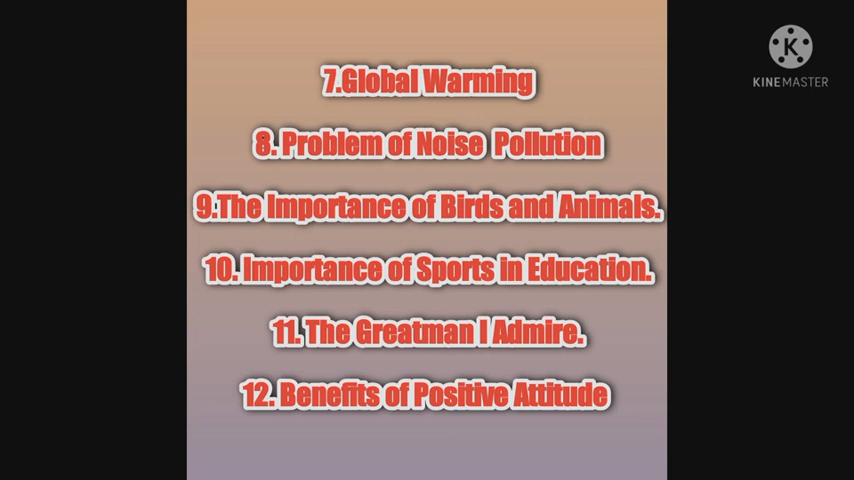 7.Global Warming
8. Problem of Noise Pollution
9.The Importance of Birds and Animals.
10. Importance of Sports in Education.
11. The Greatman I Admire.
12. Benefits of Positive Attitude
K
KINEMASTER